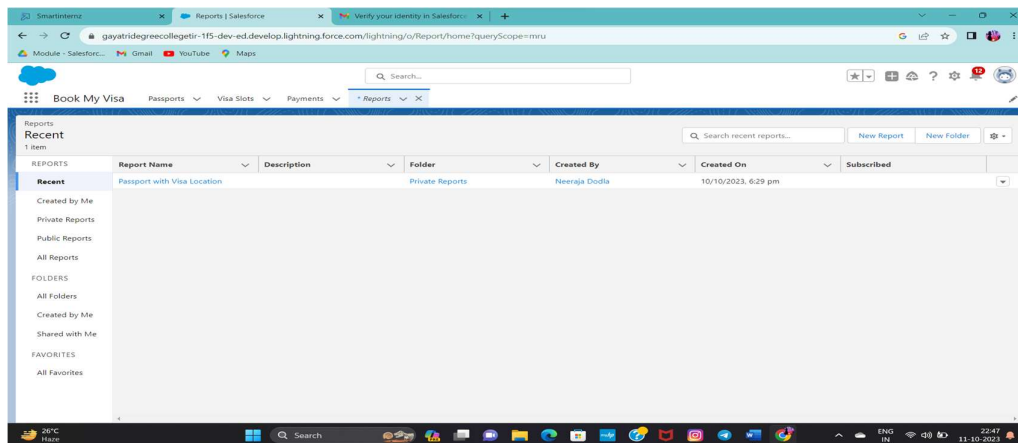 Smartinternz
Reports | Salesforce
Verify your identity in Salesforce
gayatridegreecollegetir-1f5-dev-ed.develop.lightning.force.com/lightning/o/Report/home?queryScope=mru
Module - Salesforc...
Gmail
YouTube
Maps
Search...
12
Book My Visa
Passports
Visa Slots
Payments
* Reports
Reports
Recent
1 item
Search recent reports...
New Report
New Folder
REPORTS
Report Name
Description
Folder
Created By
Created On
Subscribed
Recent
Passport with Visa Location
Private Reports
Neeraja Dodla
10/10/2023, 6:29 pm
Created by Me
Private Reports
Public Reports
All Reports
FOLDERS
All Folders
Created by Me
Shared with Me
FAVORITES
All Favorites
26°C
Haze
Search
ENG
IN
22:47
11-10-2023